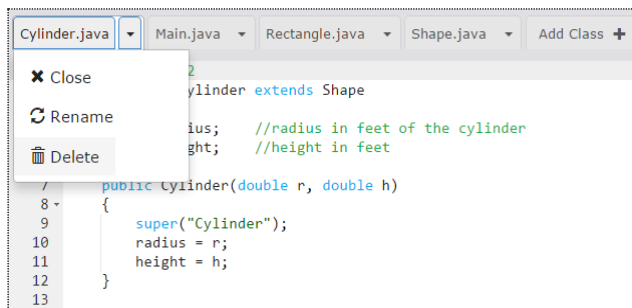 Cylinder.java Main.java Rectangle.java Shape.java Add Class
2
Close
ylinder extends Shape
Rename
ius; //radius in feet of the cylinder
Delete
ght; //height in feet
7 public Cylinder(double r, double h)
8 {
9 super("Cylinder");
10 radius = r;
11 height = h;
12 }
13